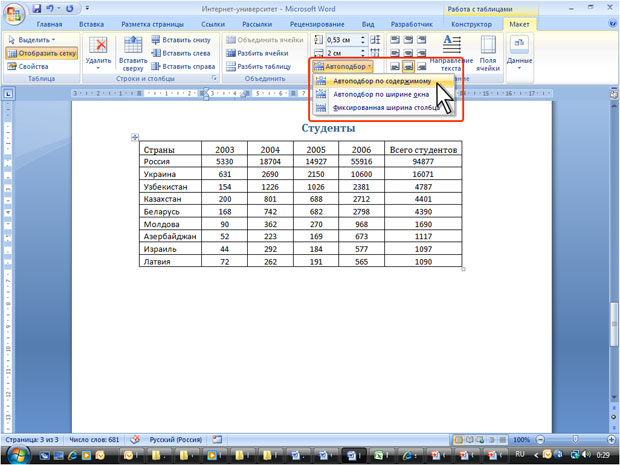 Интернет-университет - Microsoft Word
Работа с таблицами
Главная Вставка Разметка страницы Ссылки Рассылки Рецензирование Вид Разработчик Конструктор Макет
Выделить
Отобразить сетку
Свойства
Таблица
Удалить
Вставить сверху
Вставить снизу
Вставить слева
Вставить справа
Строки и столбцы
Объединить ячейки
Разбить ячейки
Разбить таблицу
Объединить
0,53 см
2 см
Автоподбор
Направление текста
Поля ячейки
Данные
Автоподбор по содержимому
Автоподбор по ширине окна
Фиксированная ширина столбца
Студенты
Страны 2003 2004 2005 2006 Всего студентов
Россия 5330 18704 14927 55916 94877
Украина 631 2690 2150 10600 16071
Узбекистан 154 1226 1026 2381 4787
Казахстан 200 801 688 2712 4401
Беларусь 168 742 682 2798 4390
Молдова 90 362 270 968 1690
Азербайджан 52 223 169 673 1117
Израиль 44 292 184 577 1097
Латвия 72 262 191 565 1090
Страница: 3 из 3 Число слов: 681 Русский (Россия) 100%
RU 0:29